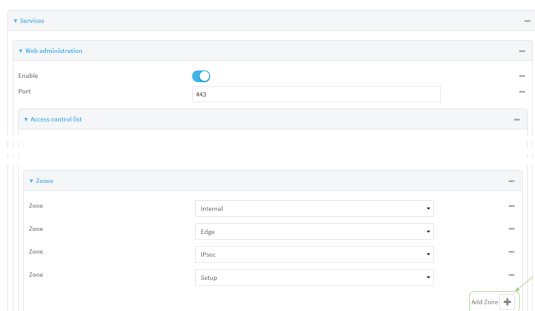 Services
Web administration
Enable
Port 443
Access control list
Zones
Zone Internal
Zone Edge
Zone IPsec
Zone Setup
Add Zone